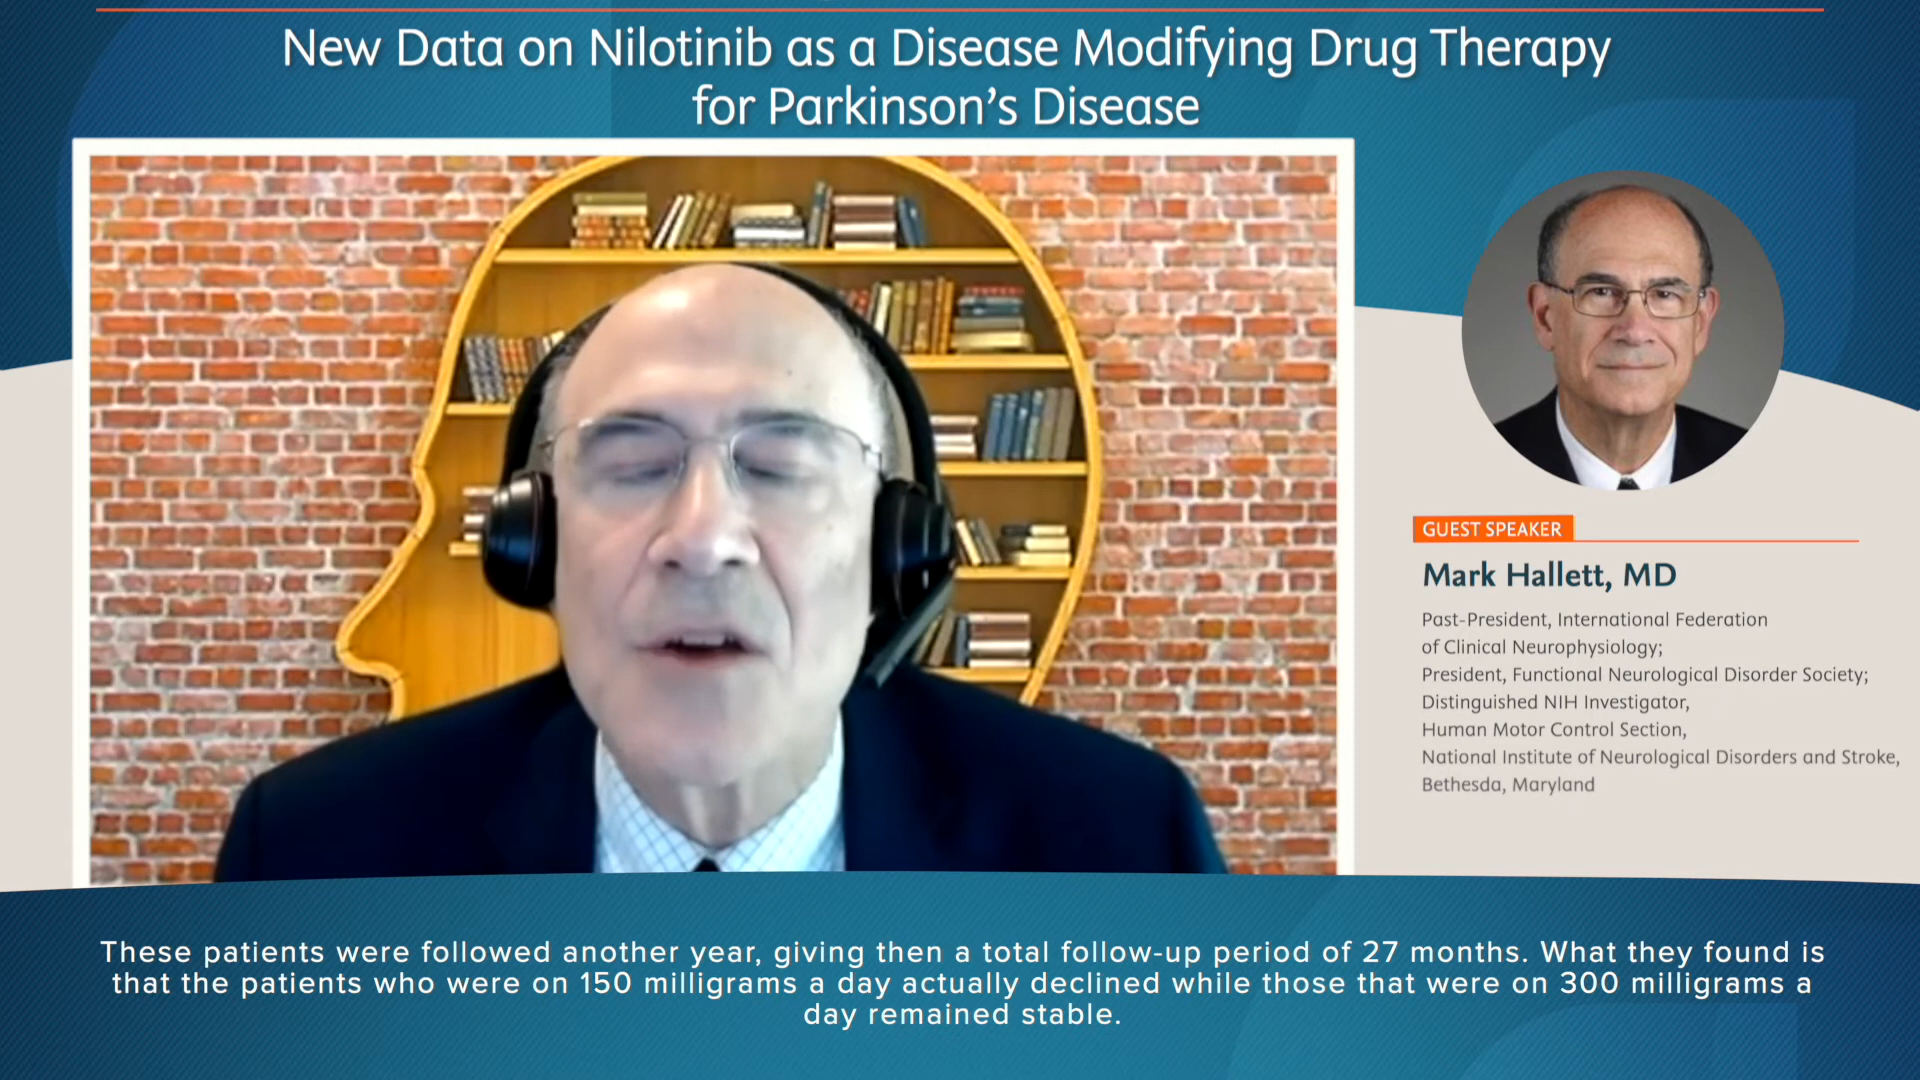 New Data on Nilotinib as a Disease Modifying Drug Therapy
for Parkinson’s Disease
GUEST SPEAKER
Mark Hallett, MD
Past-President, International Federation
of Clinical Neurophysiology;
President, Functional Neurological Disorder Society;
Distinguished NIH Investigator,
Human Motor Control Section,
National Institute of Neurological Disorders and Stroke,
Bethesda, Maryland
These patients were followed another year, giving then a total follow-up period of 27 months. What they found is
that the patients who were on 150 milligrams a day actually declined while those that were on 300 milligrams a
day remained stable.